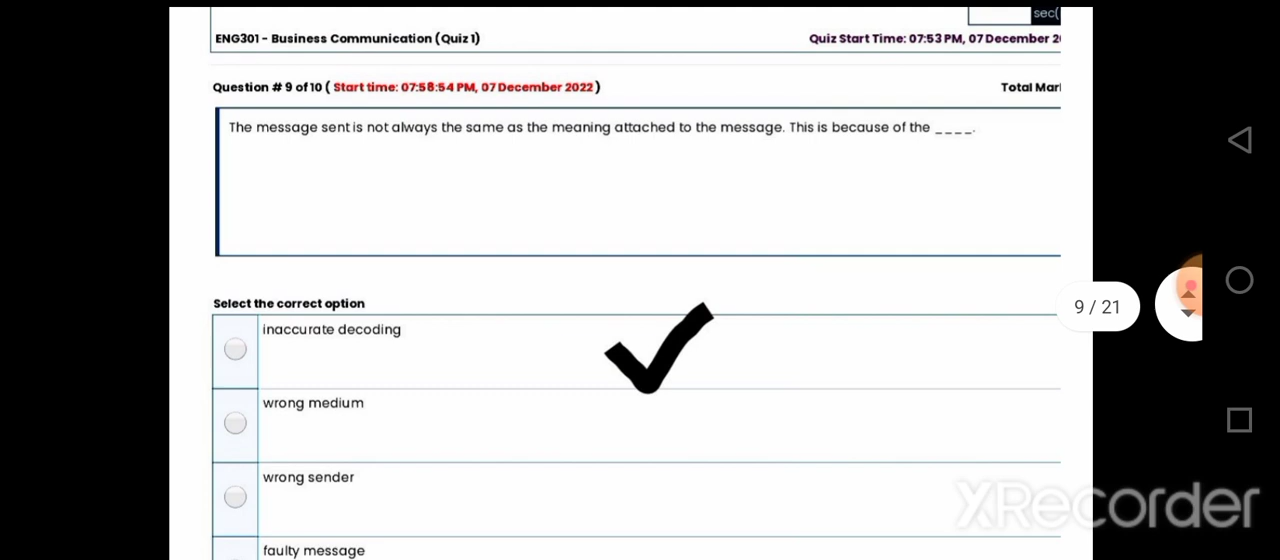 sec(
ENG301 - Business Communication (Quiz 1)
Quiz Start Time: 07:53 PM, 07 December 2
Question # 9 of 10 ( Start time: 07:58:54 PM, 07 December 2022 )
Total Mar
The message sent is not always the same as the meaning attached to the message. This is because of the ____.
Select the correct option
inaccurate decoding
9 / 21
wrong medium
wrong sender
faulty message
XRecorder